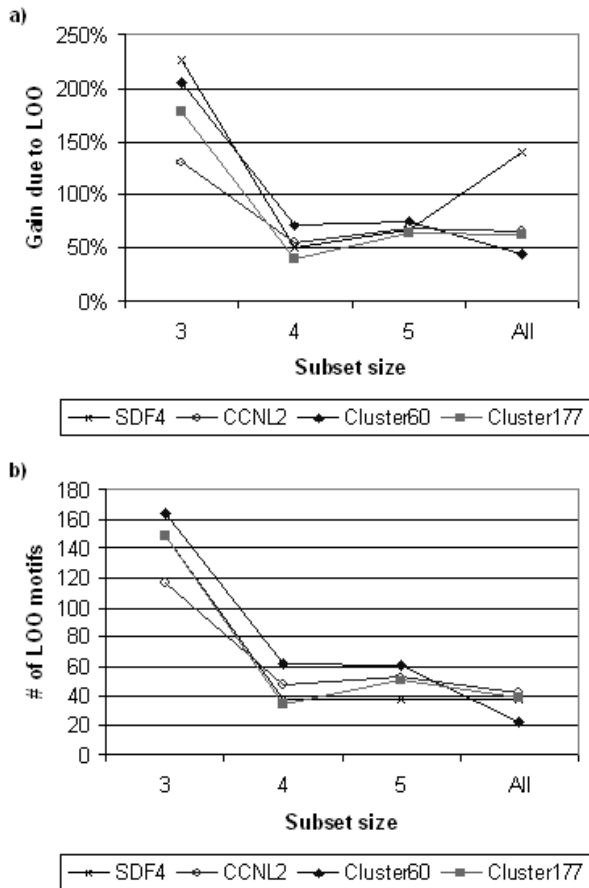 a)
250%
200%
150%
100%
50%
0%
Gain due to LOO
3 4 5 All
Subset size
SDF4 CCNL2 Cluster60 Cluster177
b)
180
160
140
120
100
80
60
40
20
0
# of LOO motifs
3 4 5 All
Subset size
SDF4 CCNL2 Cluster60 Cluster177